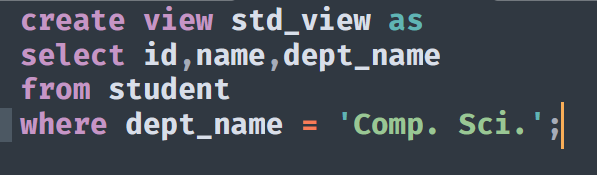 create view std_view as
select id,name,dept_name
from student
where dept_name = 'Comp. Sci.';